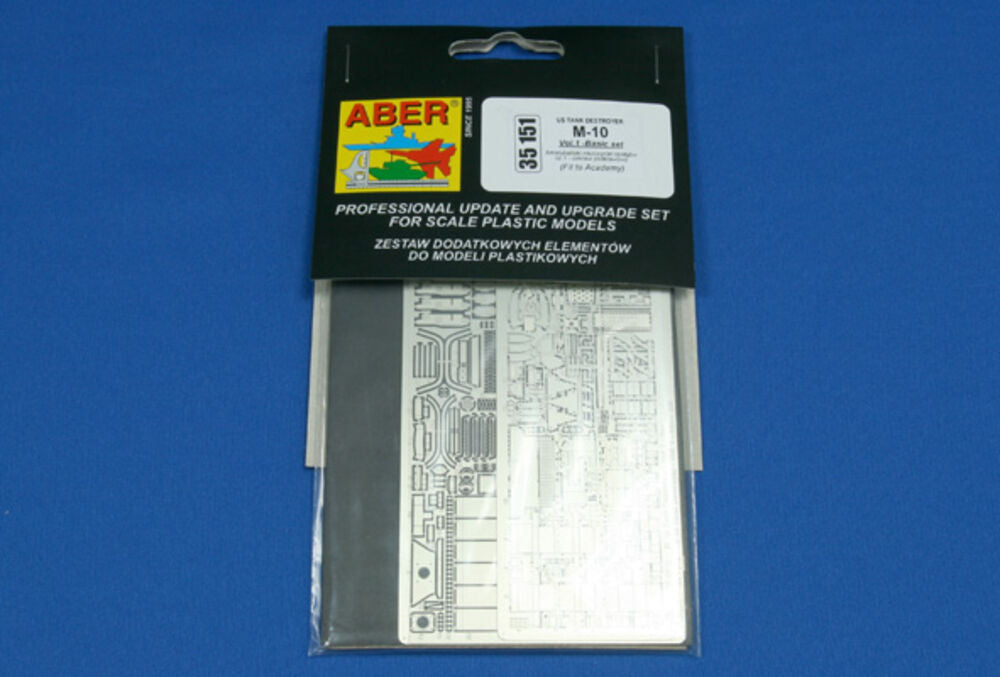 ABER®
SINCE 1995
35 151
US TANK DESTROYER
M-10
Vol.1 -Basic set
(Fit to Academy)
PROFESSIONAL UPDATE AND UPGRADE SET
FOR SCALE PLASTIC MODELS
ZESTAW DODATKOWYCH ELEMENTÓW
DO MODELI PLASTIKOWYCH